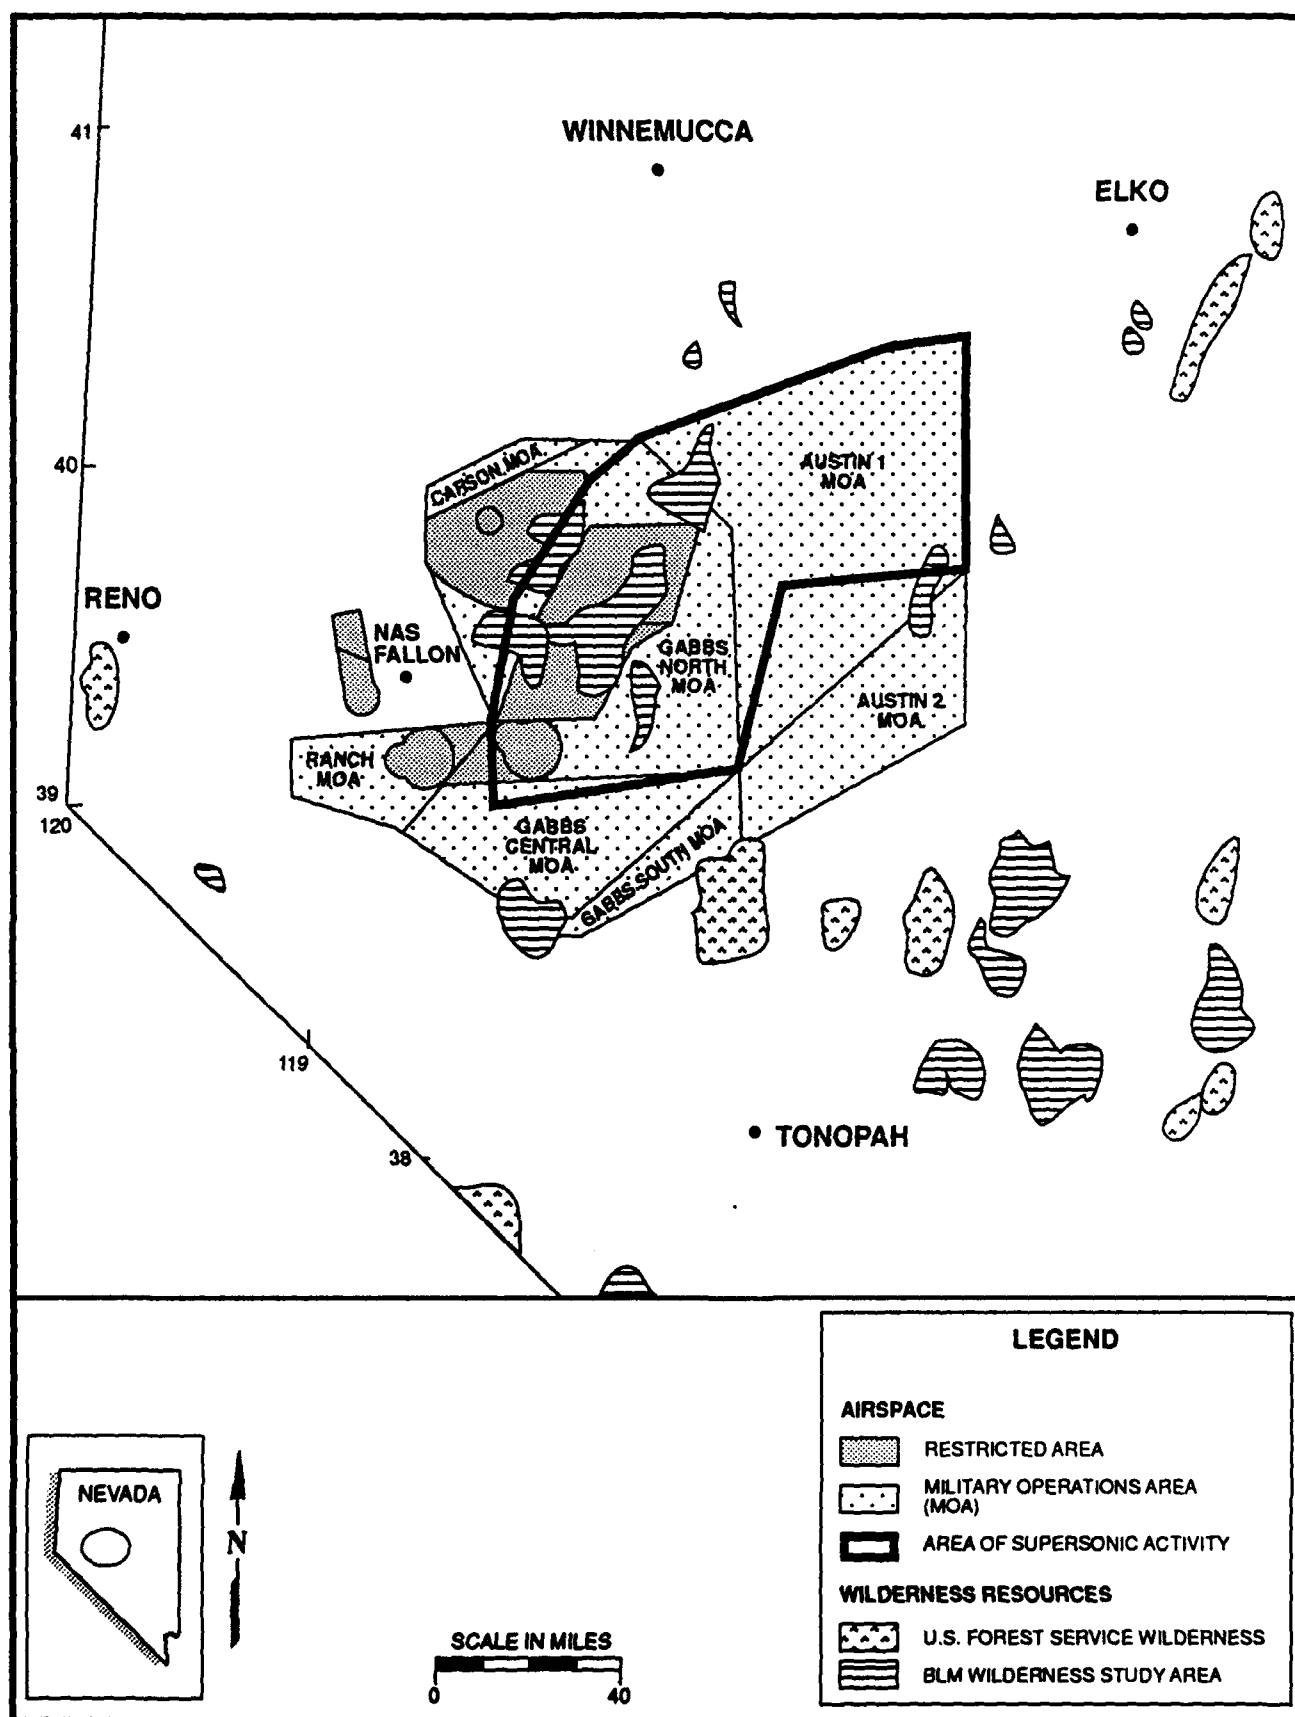 41
WINNEMUCCA
ELKO
CARSON MOA
40
AUSTIN 1
MOA
RENO
NAS
FALLON
GABBS
NORTH
MOA
AUSTIN 2
MOA
RANCH
MOA
39
120
GABBS
CENTRAL
MOA
GABBS SOUTH MOA
119
TONOPAH
38
LEGEND
AIRSPACE
RESTRICTED AREA
MILITARY OPERATIONS AREA
(MOA)
AREA OF SUPERSONIC ACTIVITY
WILDERNESS RESOURCES
U.S. FOREST SERVICE WILDERNESS
BLM WILDERNESS STUDY AREA
NEVADA
N
SCALE IN MILES
0 40